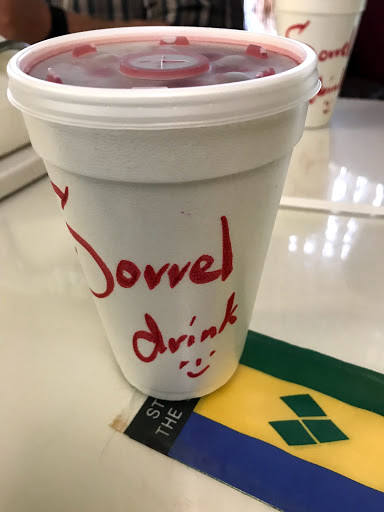 Sorrel
drink
ST
THE